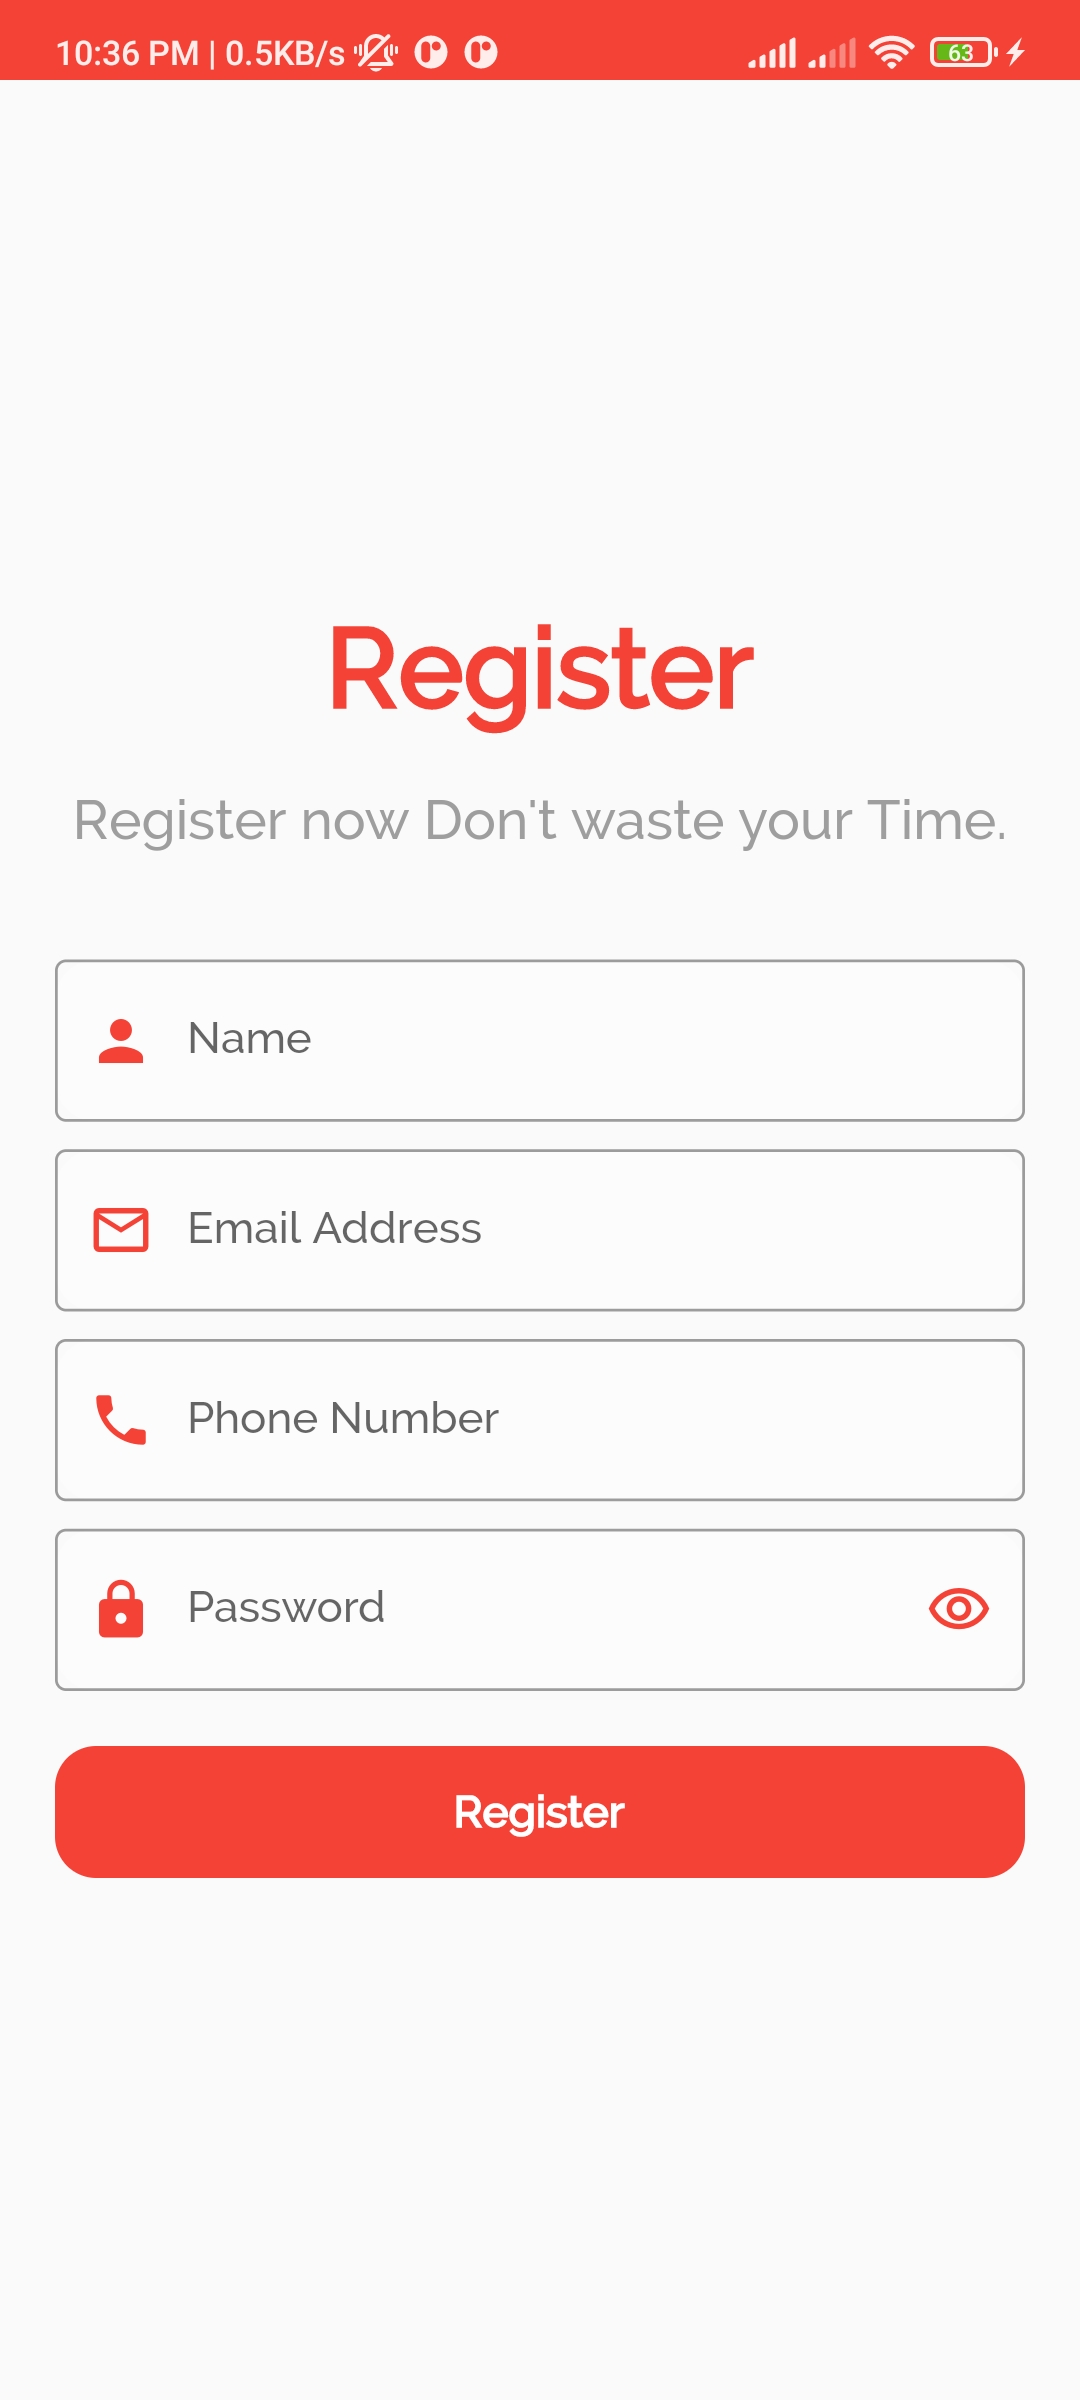 10:36 PM | 0.5KB/s 63
Register
Register now Don't waste your Time.
Name
Email Address
Phone Number
Password
Register